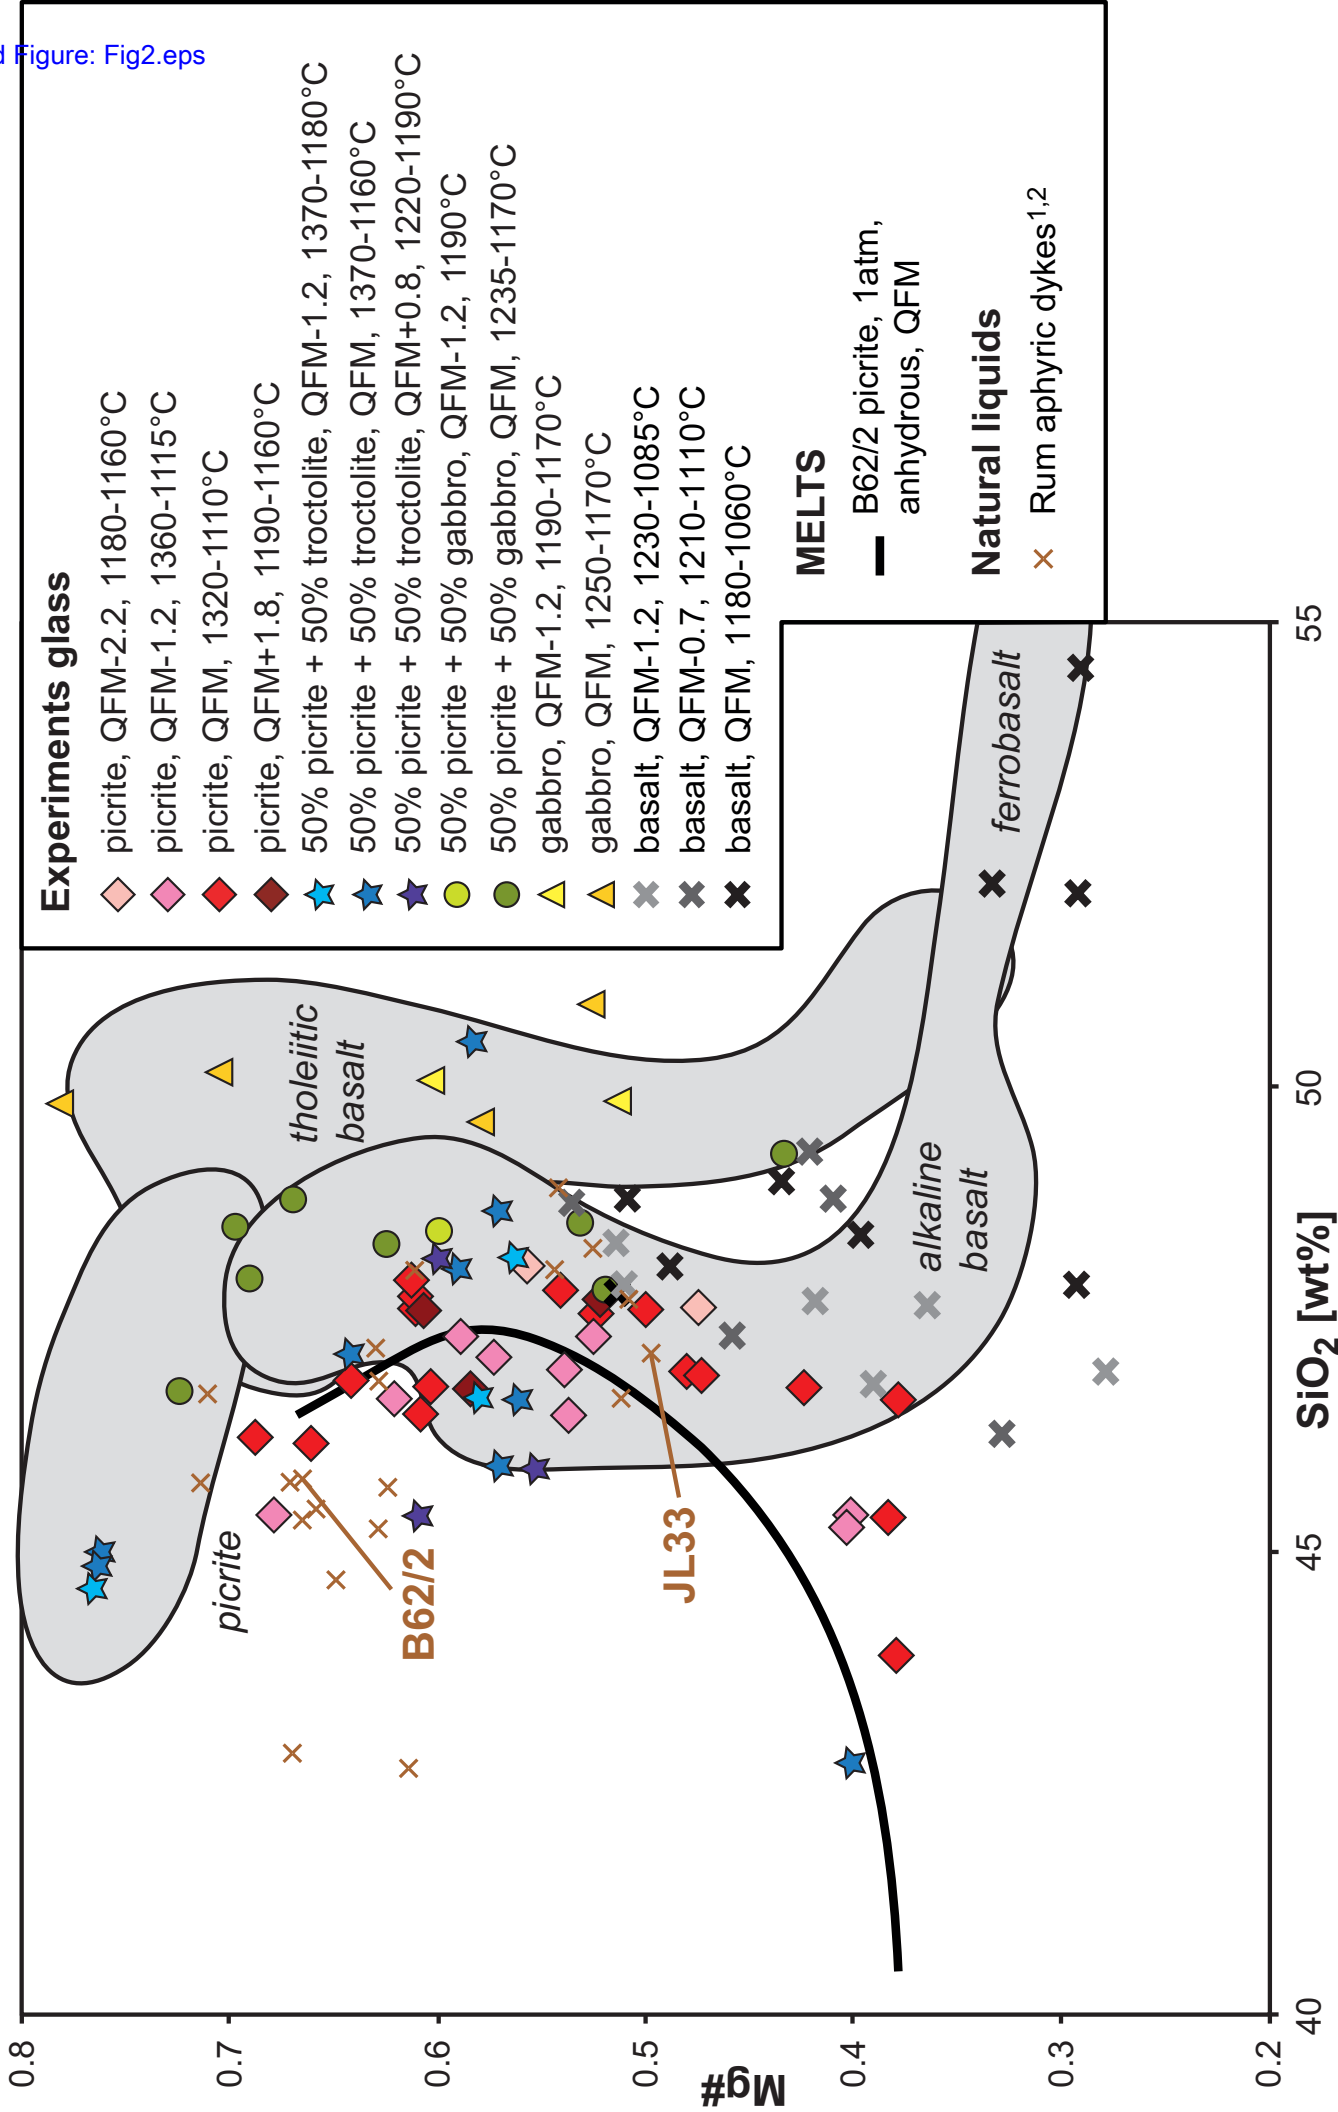 d Figure: Fig2.eps
Experiments glass
picrite, QFM-2.2, 1180-1160°C
picrite, QFM-1.2, 1360-1115°C
picrite, QFM, 1320-1110°C
picrite, QFM+1.8, 1190-1160°C
50% picrite + 50% troctolite, QFM-1.2, 1370-1180°C
50% picrite + 50% troctolite, QFM, 1370-1160°C
50% picrite + 50% troctolite, QFM+0.8, 1220-1190°C
50% picrite + 50% gabbro, QFM-1.2, 1190°C
50% picrite + 50% gabbro, QFM, 1235-1170°C
gabbro, QFM-1.2, 1190-1170°C
gabbro, QFM, 1250-1170°C
basalt, QFM-1.2, 1230-1085°C
basalt, QFM-0.7, 1210-1110°C
basalt, QFM, 1180-1060°C
MELTS
B62/2 picrite, 1atm,
anhydrous, QFM
Natural liquids
Rum aphyric dykes1,2
tholeiitic
basalt
picrite
alkaline
basalt
ferrobasalt
B62/2
JL33
0.8
0.7
0.6
0.5
0.4
0.3
0.2
Mg#
40
45
50
55
SiO2 [wt%]